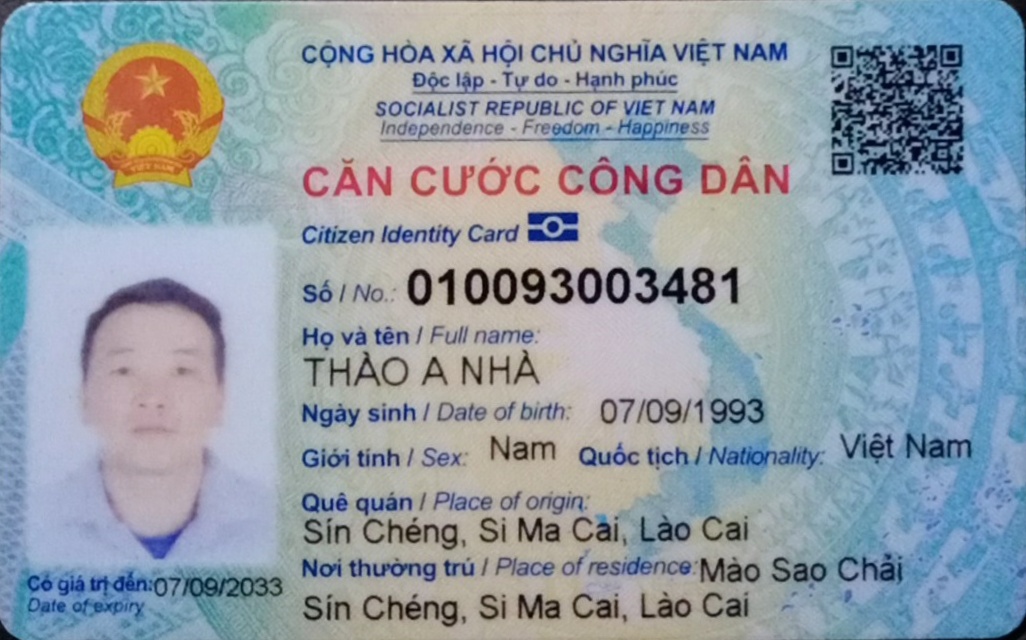 CỘNG HÒA XÃ HỘI CHỦ NGHĨA VIỆT NAM
Độc lập - Tự do - Hạnh phúc
SOCIALIST REPUBLIC OF VIET NAM
Independence - Freedom - Happiness
CĂN CƯỚC CÔNG DÂN
Citizen Identity Card
Số / No.: 010093003481
Họ và tên / Full name:
THÀO A NHÀ
Ngày sinh / Date of birth: 07/09/1993
Giới tính / Sex: Nam Quốc tịch / Nationality: Việt Nam
Quê quán / Place of origin:
Sín Chéng, Si Ma Cai, Lào Cai
Nơi thường trú / Place of residence: Mào Sao Chải
Sín Chéng, Si Ma Cai, Lào Cai
Có giá trị đến: 07/09/2033
Date of expiry
VIỆT NAM